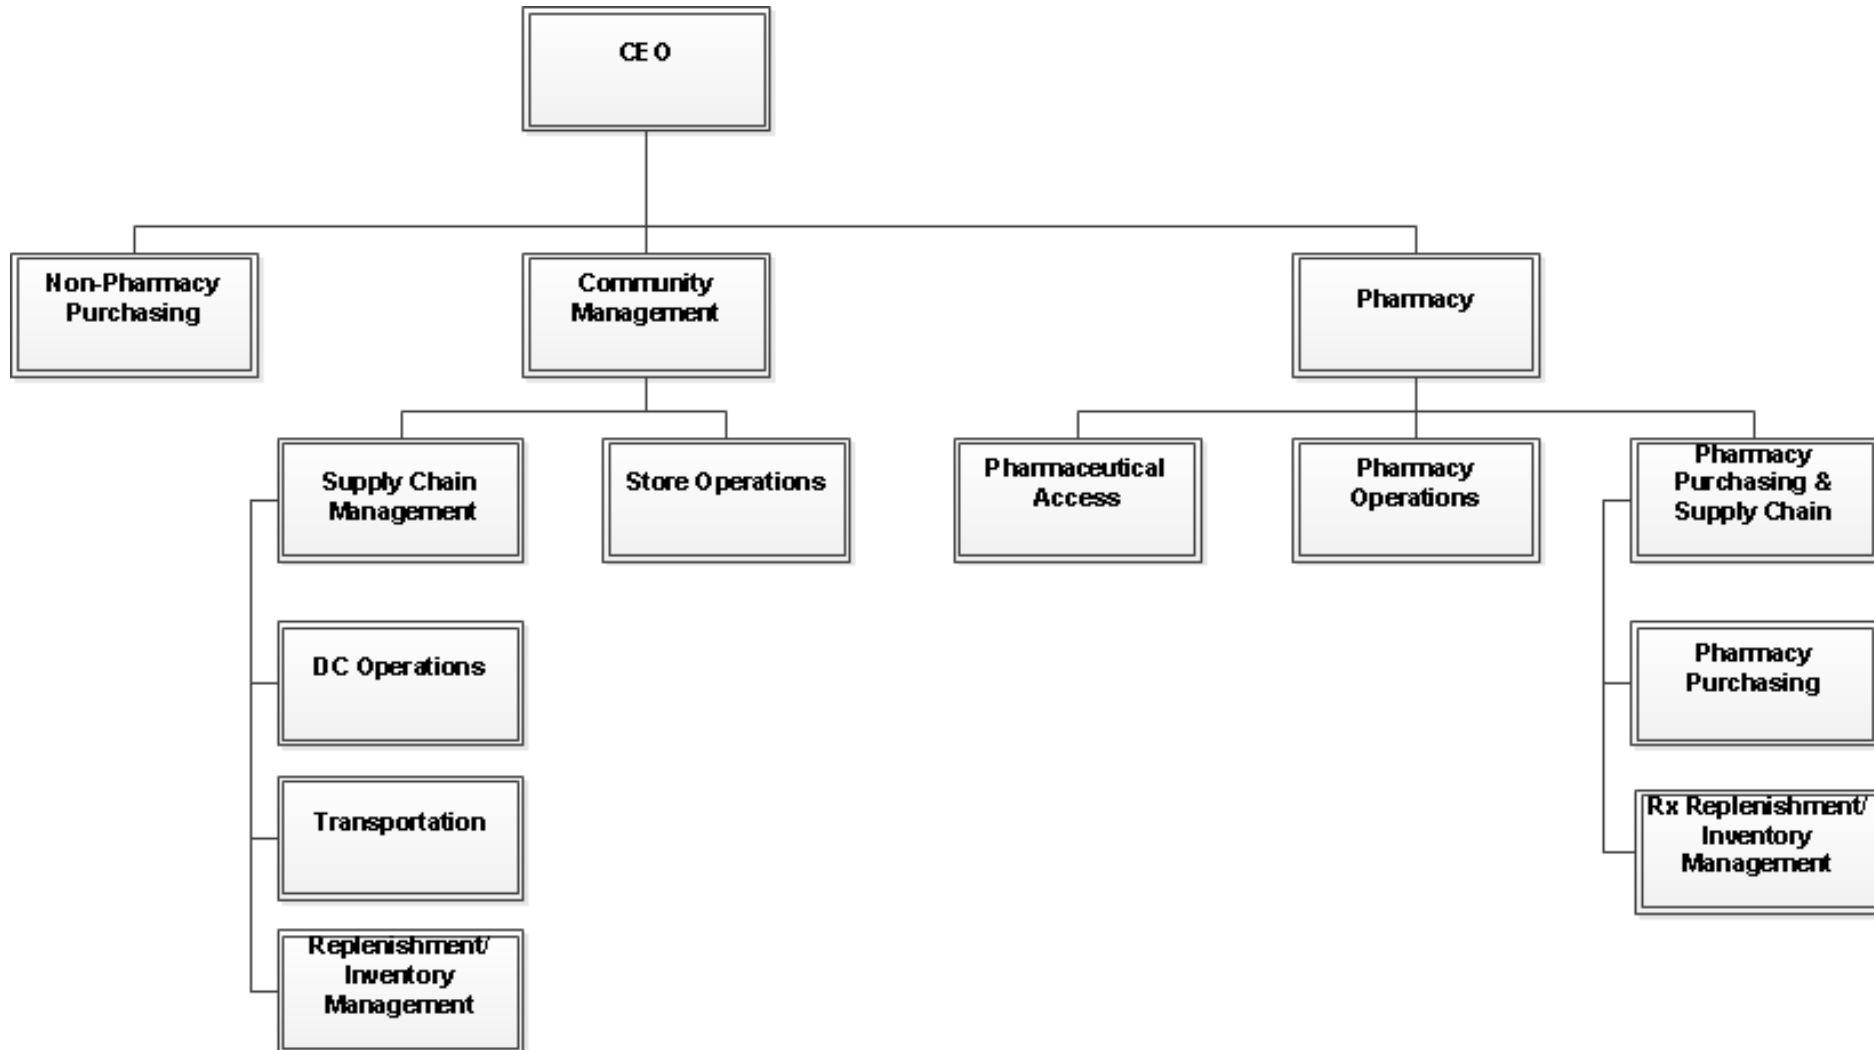 CEO
Non-Pharmacy
Purchasing
Community
Management
Pharmacy
Supply Chain
Management
Store Operations
Pharmaceutical
Access
Pharmacy
Operations
Pharmacy
Purchasing &
Supply Chain
DC Operations
Pharmacy
Purchasing
Transportation
Rx Replenishment/
Inventory
Management
Replenishment/
Inventory
Management